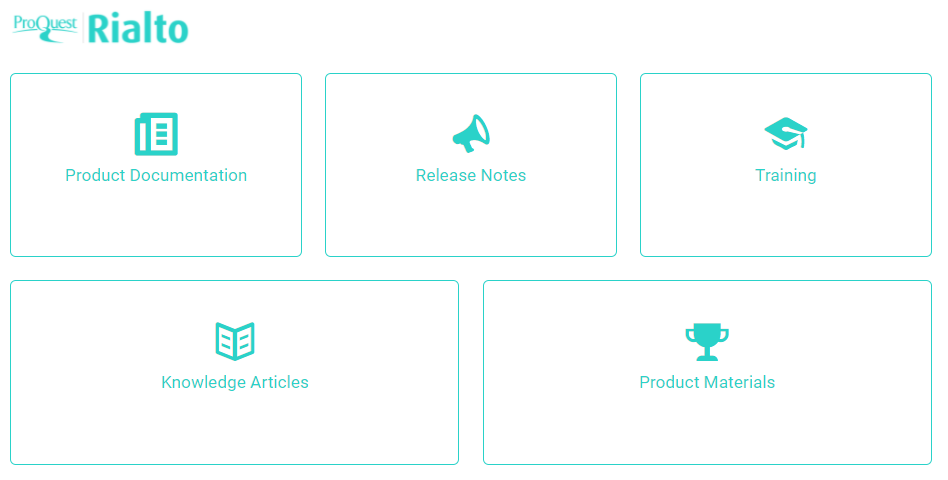 ProQuest Rialto
Product Documentation
Release Notes
Training
Knowledge Articles
Product Materials